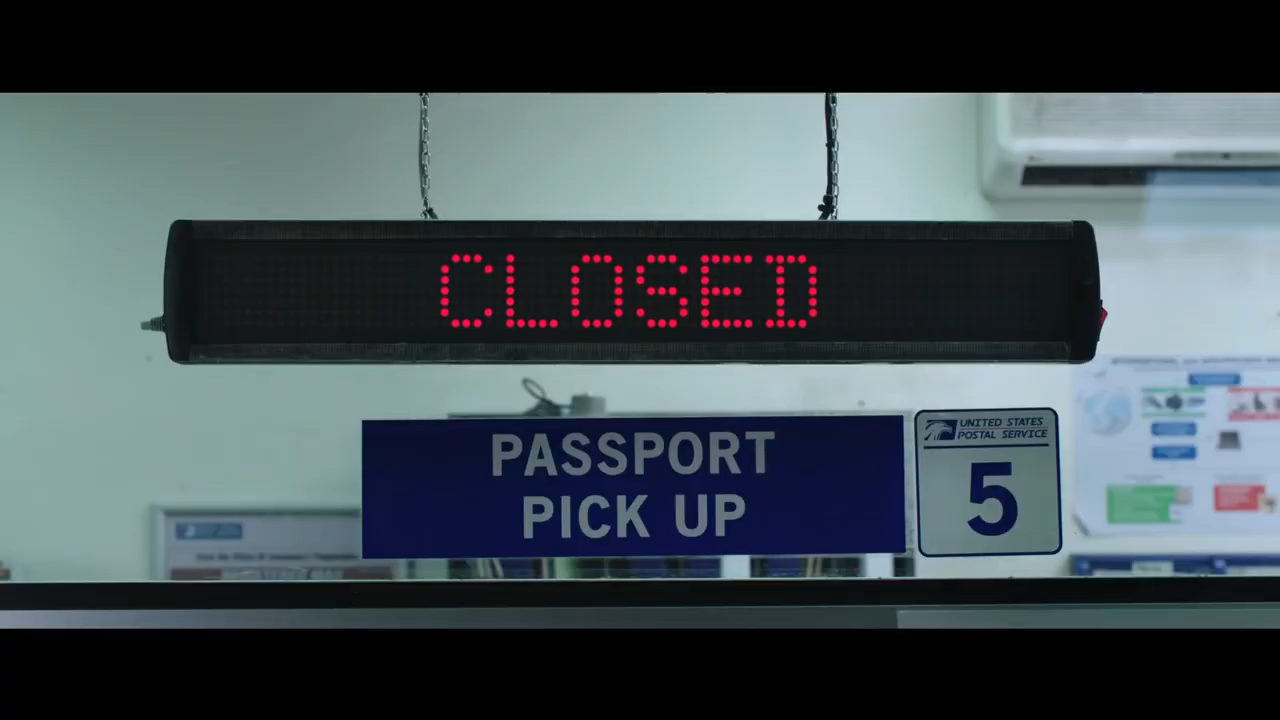 CLOSED
PASSPORT
PICK UP
UNITED STATES
POSTAL SERVICE
5